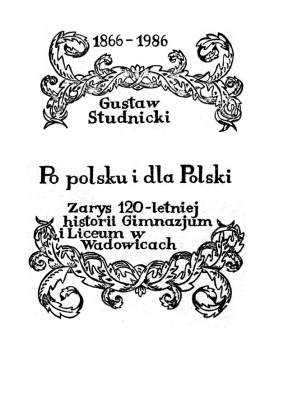 1866-1986
Gustaw
Studnicki
Po polsku i dla Polski
Zarys 120-letniej
historii Gimnazjum
i Liceum w
Wadowicach